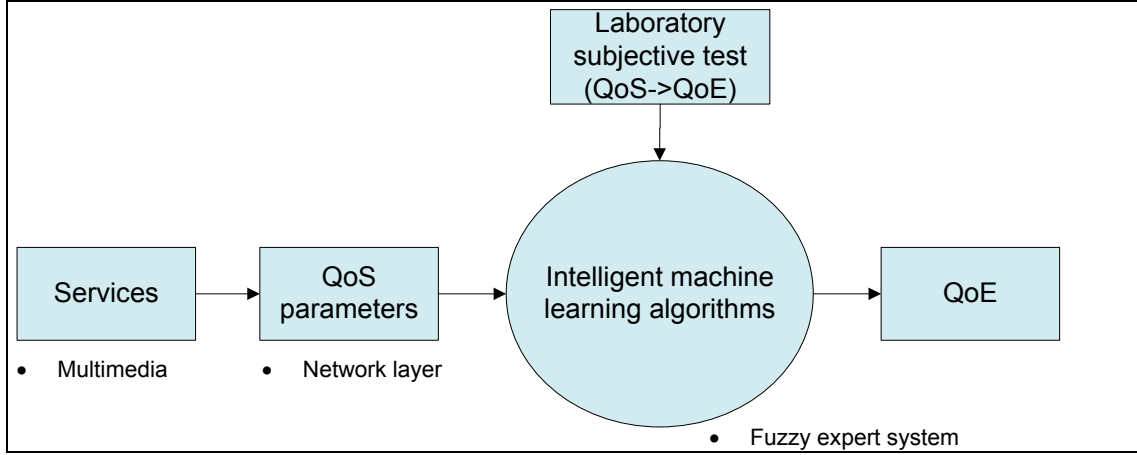 Laboratory
subjective test
(QoS->QoE)
Services
QoS
parameters
Intelligent machine
learning algorithms
QoE
• Multimedia
• Network layer
• Fuzzy expert system